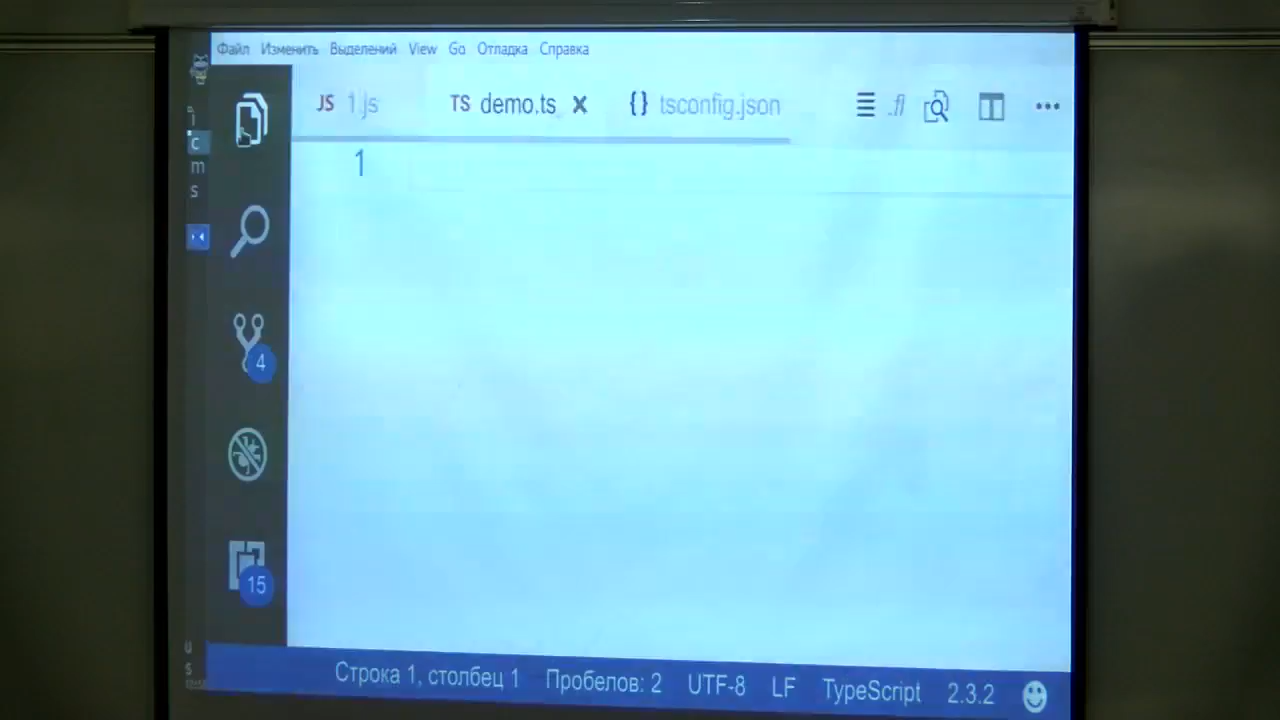 Файл Изменить Выделений View Go Отладка Справка
JS 1.js TS demo.ts {} tsconfig.json .fl
1
c
m
s
4
15
u
s
Строка 1, столбец 1 Пробелов: 2 UTF-8 LF TypeScript 2.3.2